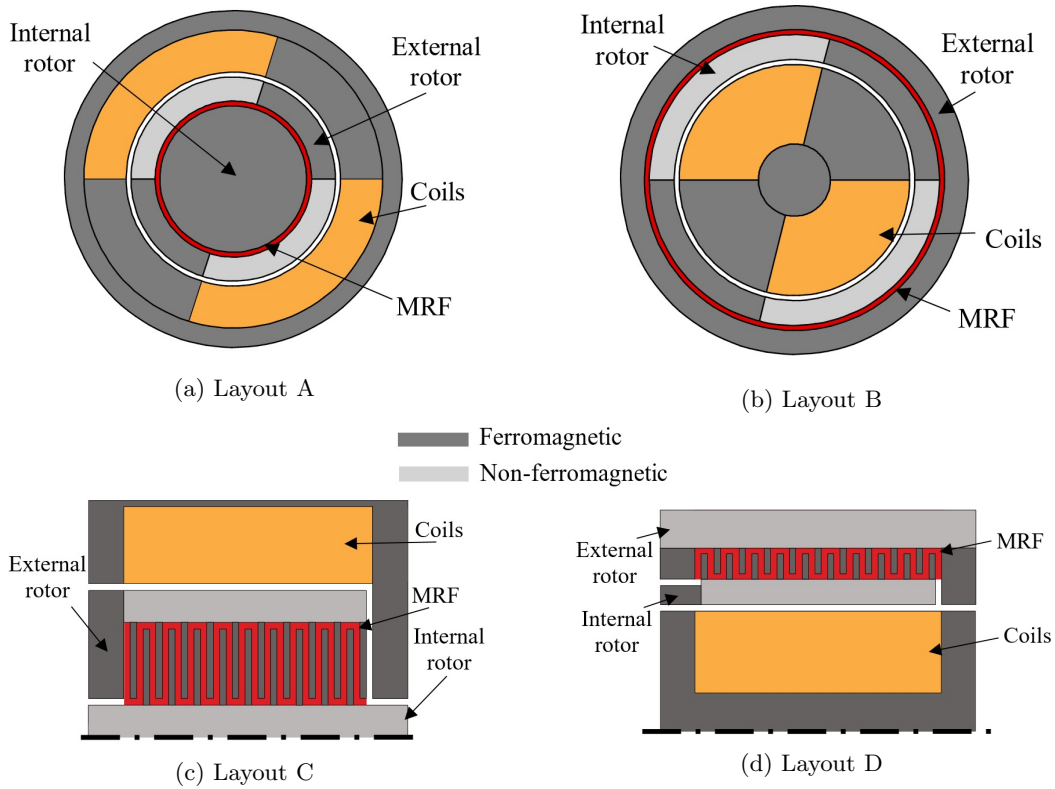 Internal
rotor
External
rotor
Coils
MRF
(a) Layout A
Internal
rotor
External
rotor
Coils
MRF
(b) Layout B
Ferromagnetic
Non-ferromagnetic
External
rotor
Coils
MRF
Internal
rotor
(c) Layout C
External
rotor
Internal
rotor
MRF
Coils
(d) Layout D